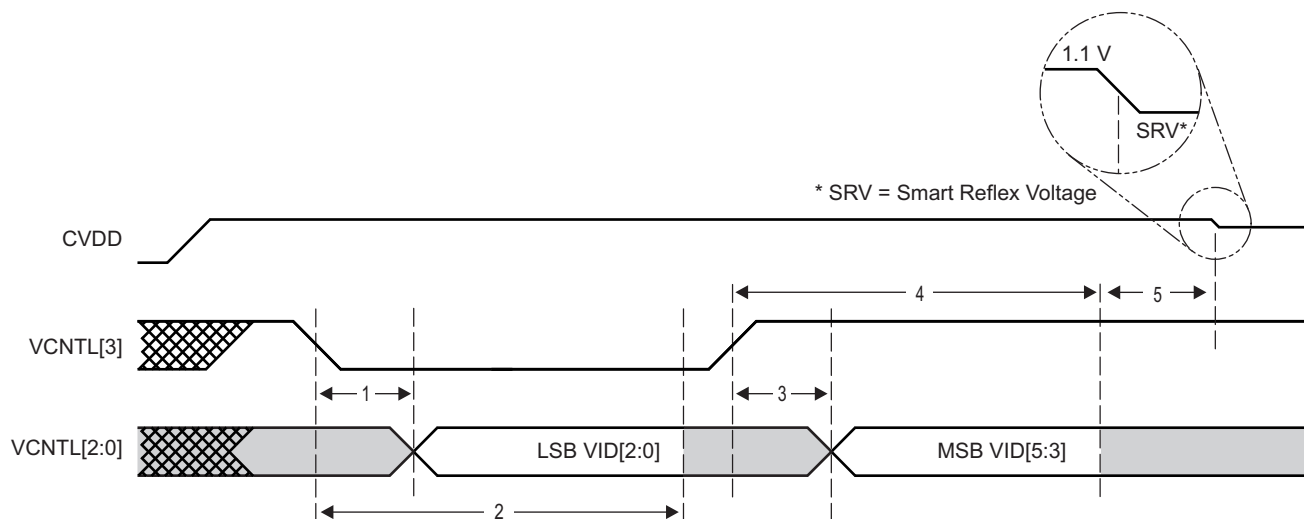 1.1 V
SRV*
* SRV = Smart Reflex Voltage
CVDD
4
5
VCNTL[3]
1
3
VCNTL[2:0]
LSB VID[2:0]
MSB VID[5:3]
2